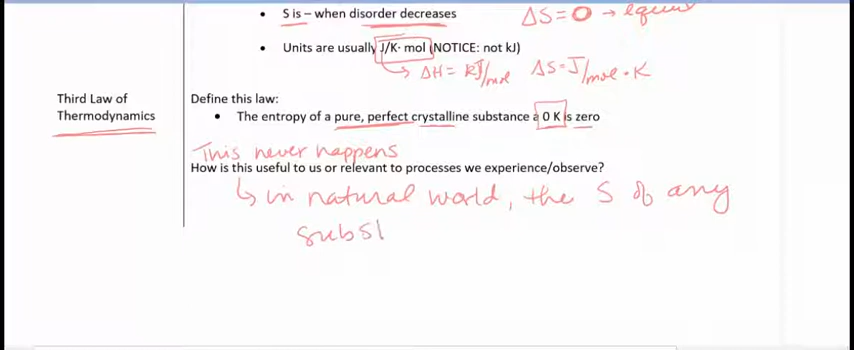 • S is – when disorder decreases
ΔS = 0 → equil
• Units are usually J/K· mol (NOTICE: not kJ)
ΔH = kJ/mole ΔS = J/mole • K
Third Law of Thermodynamics
Define this law:
• The entropy of a pure, perfect crystalline substance a 0 K is zero
This never happens
How is this useful to us or relevant to processes we experience/observe?
↳ in natural world, the S of any
subst